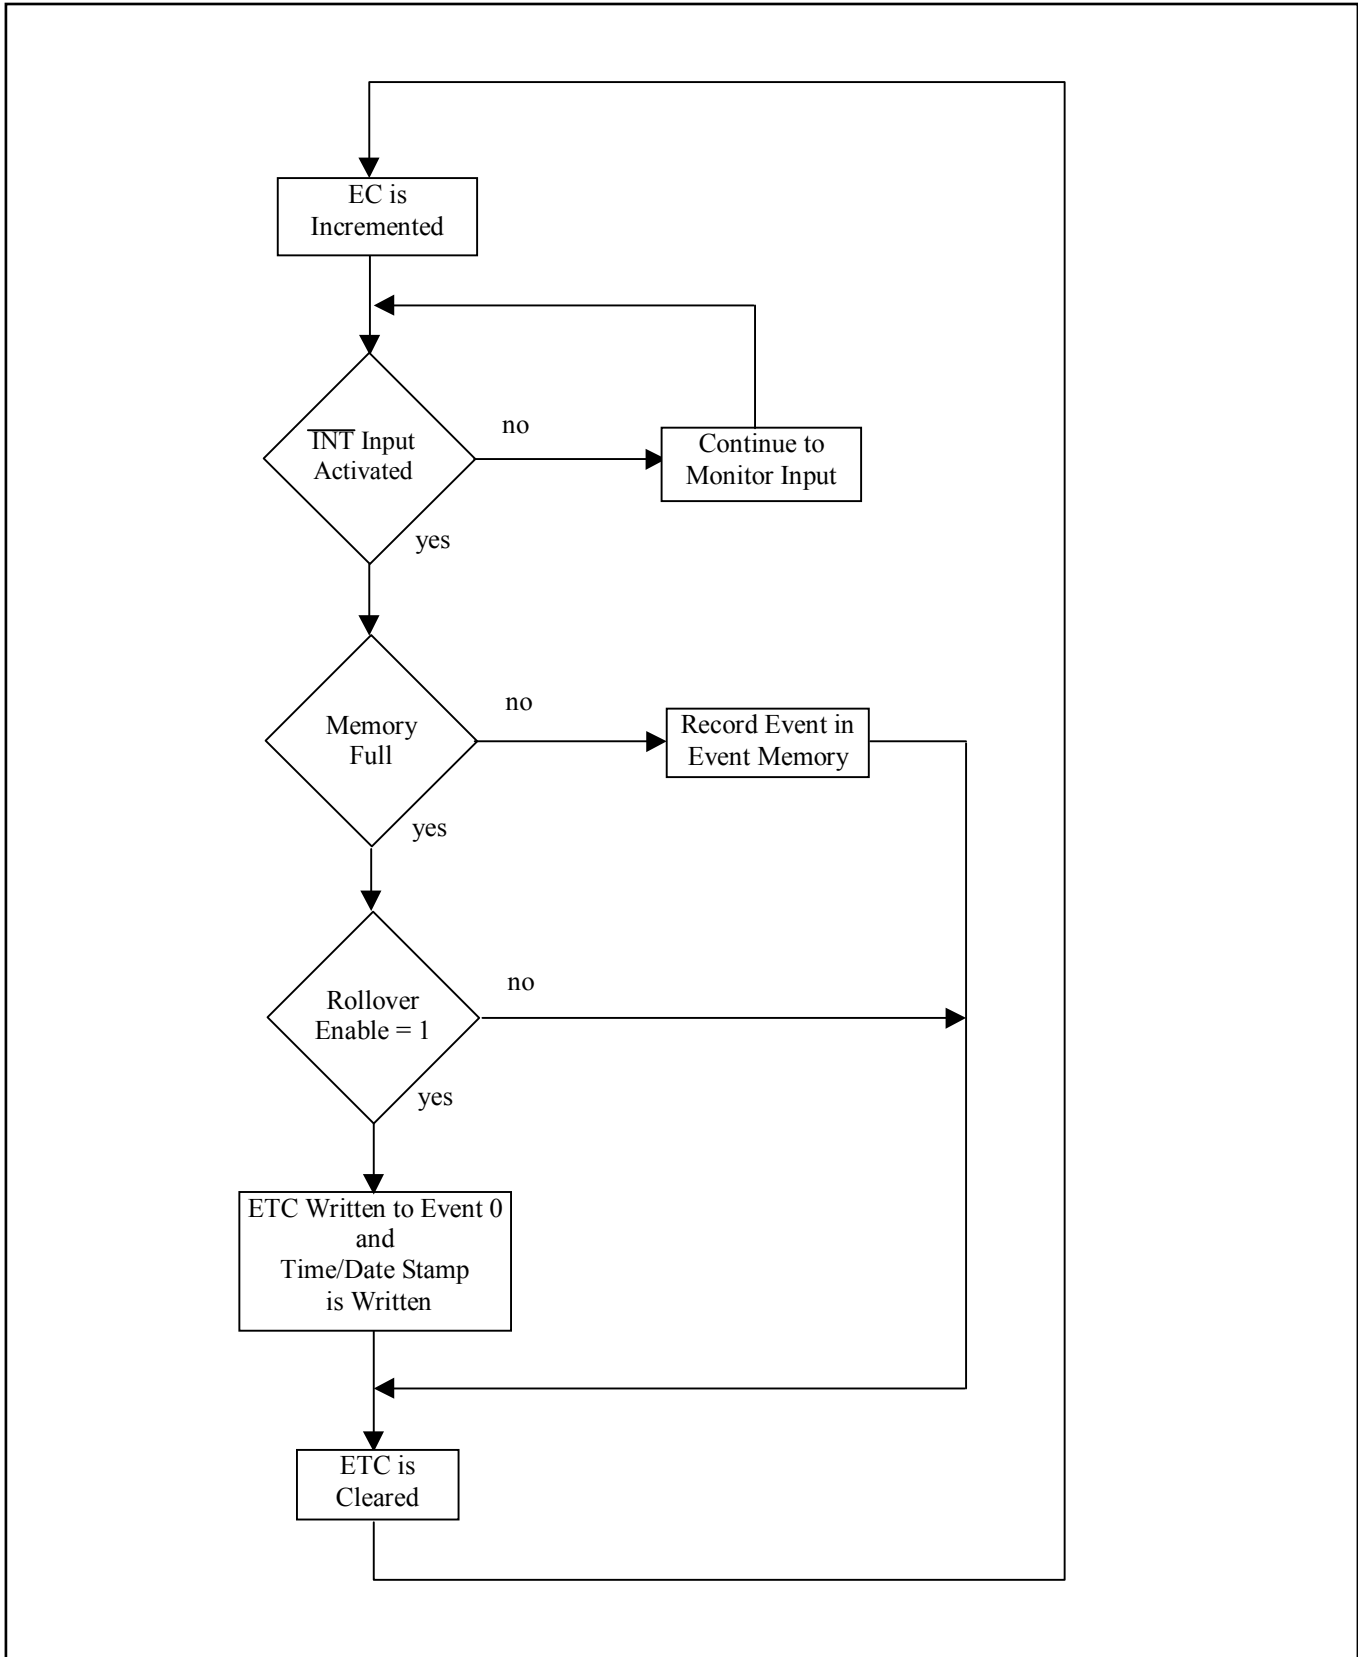 EC is
Incremented
no
INT Input
Activated
Continue to
Monitor Input
yes
no
Memory
Full
Record Event in
Event Memory
yes
no
Rollover
Enable = 1
yes
ETC Written to Event 0
and
Time/Date Stamp
is Written
ETC is
Cleared